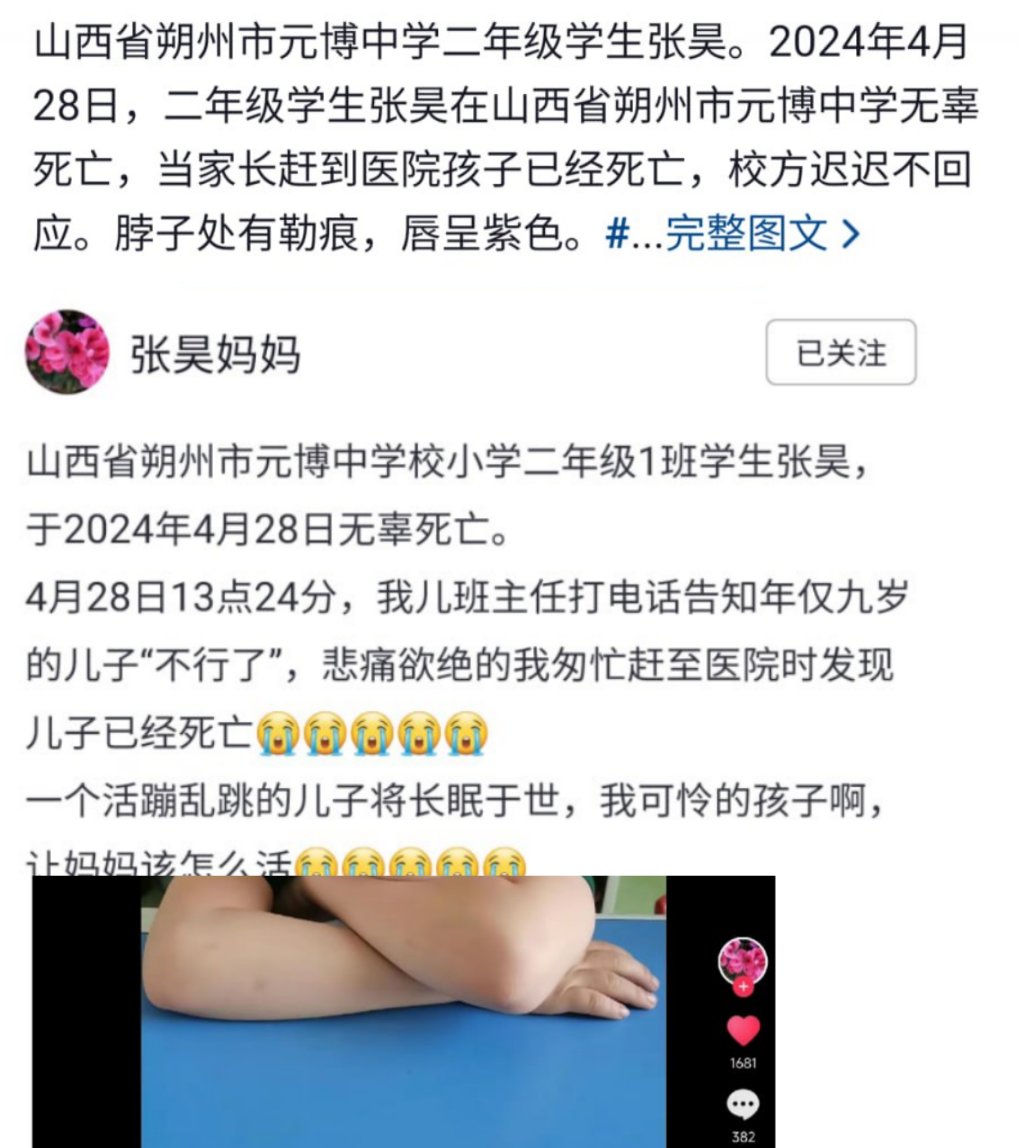 山西省朔州市元博中学二年级学生张昊。2024年4月
28日，二年级学生张昊在山西省朔州市元博中学无辜
死亡，当家长赶到医院孩子已经死亡，校方迟迟不回
应。脖子处有勒痕，唇呈紫色。#...完整图文 >
张昊妈妈
已关注
山西省朔州市元博中学校小学二年级1班学生张昊，
于2024年4月28日无辜死亡。
4月28日13点24分，我儿班主任打电话告知年仅九岁
的儿子“不行了”，悲痛欲绝的我匆忙赶至医院时发现
儿子已经死亡😭😭😭😭😭
一个活蹦乱跳的儿子将长眠于世，我可怜的孩子啊，
让妈妈该怎么活😭😭😭😭😭
1681
382